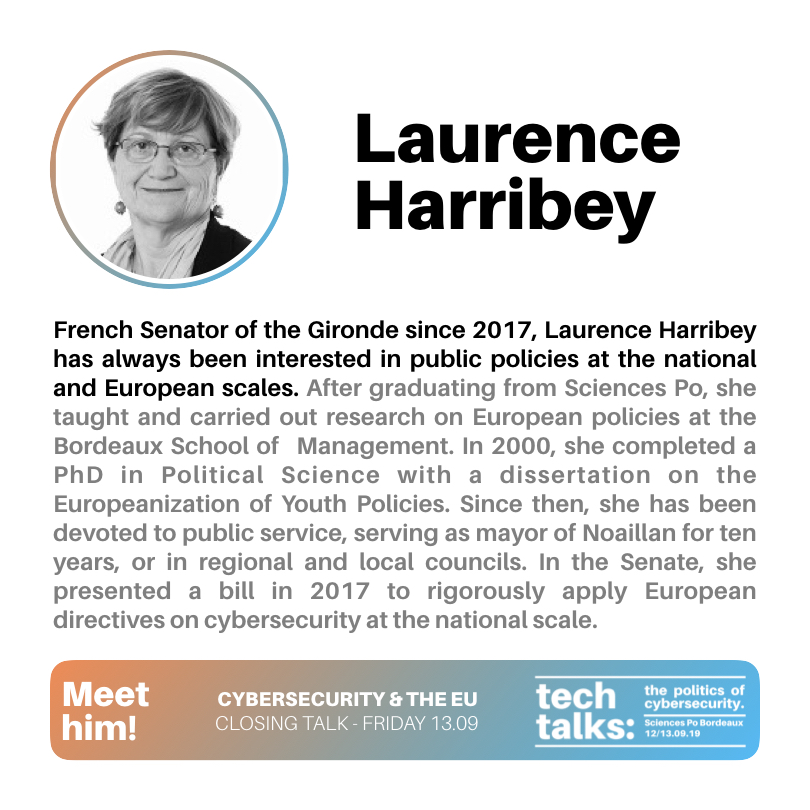 Laurence
Harribey
French Senator of the Gironde since 2017, Laurence Harribey
has always been interested in public policies at the national
and European scales. After graduating from Sciences Po, she
taught and carried out research on European policies at the
Bordeaux School of Management. In 2000, she completed a
PhD in Political Science with a dissertation on the
Europeanization of Youth Policies. Since then, she has been
devoted to public service, serving as mayor of Noaillan for ten
years, or in regional and local councils. In the Senate, she
presented a bill in 2017 to rigorously apply European
directives on cybersecurity at the national scale.
Meet
him!
CYBERSECURITY & THE EU
CLOSING TALK - FRIDAY 13.09
tech
talks:
the politics of
cybersecurity.
Sciences Po Bordeaux
12/13.09.19